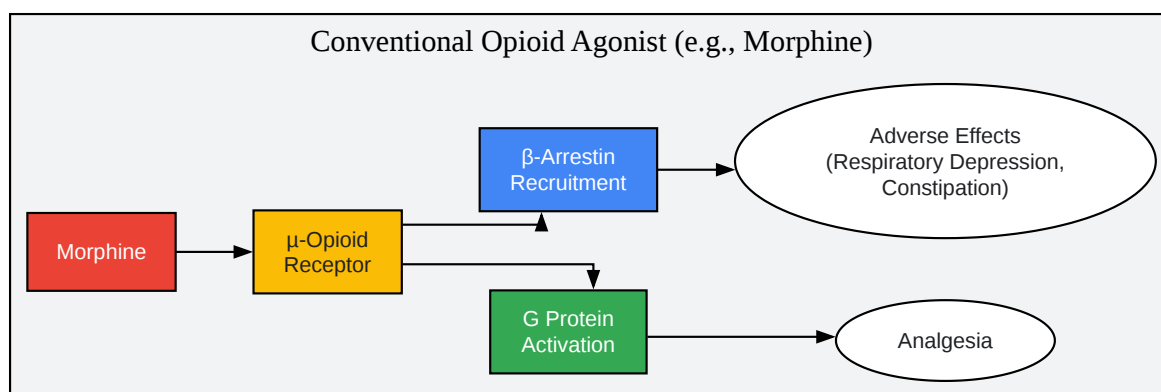 Conventional Opioid Agonist (e.g., Morphine)
β-Arrestin
Recruitment
Adverse Effects
(Respiratory Depression,
Constipation)
Morphine
μ-Opioid
Receptor
G Protein
Activation
Analgesia